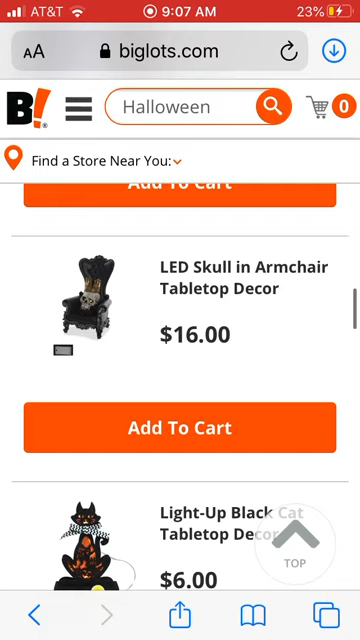 AT&T 9:07 AM 23%
AA biglots.com
B! Halloween 0
Find a Store Near You:
Add To Cart
LED Skull in Armchair
Tabletop Decor
$16.00
Add To Cart
Light-Up Black Cat
Tabletop Decor
$6.00
TOP